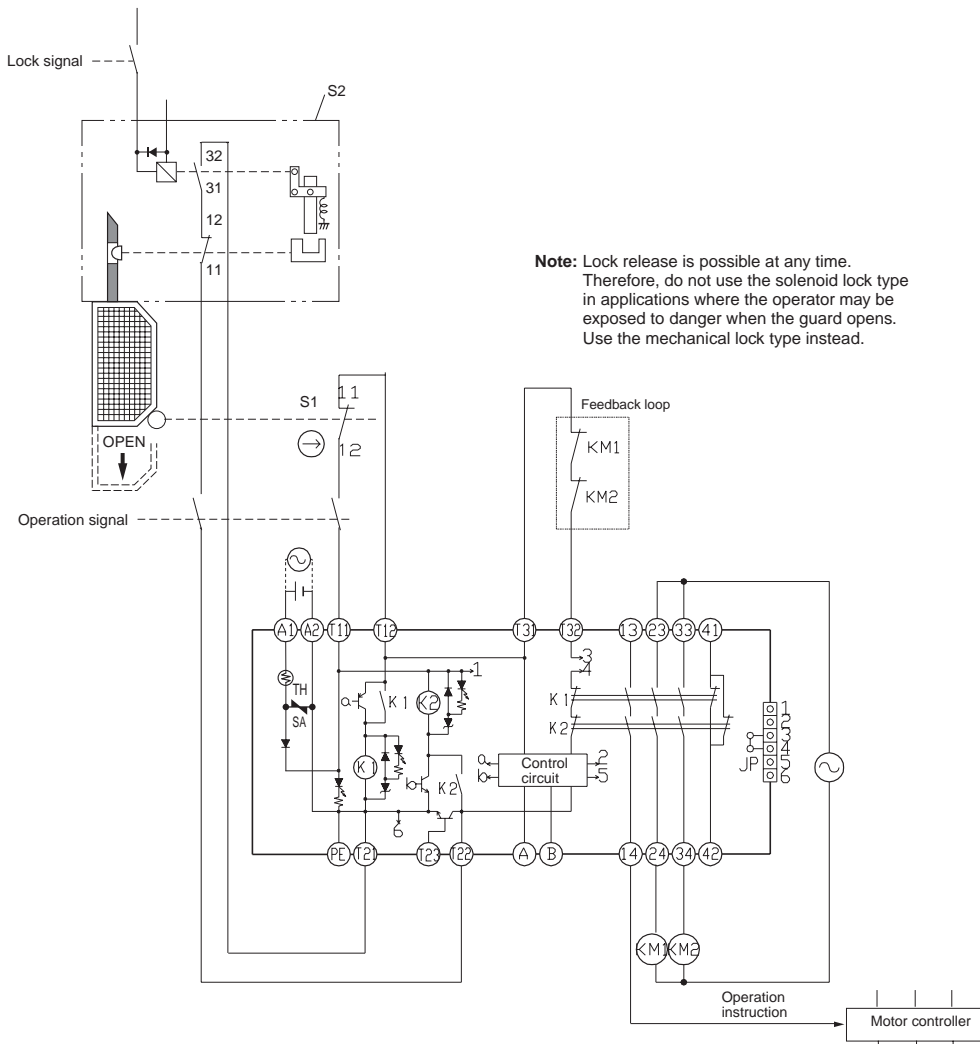 Lock signal
S2
32
31
12
11
Note: Lock release is possible at any time.
Therefore, do not use the solenoid lock type
in applications where the operator may be
exposed to danger when the guard opens.
Use the mechanical lock type instead.
S1
11
12
Feedback loop
KM1
KM2
OPEN
Operation signal
A1 A2 T11 T12 T31 T32 13 23 33 41
TH
SA
a
K1
K2
1
3
4
K1
K2
K1
K2
b
a
b
Control
circuit
2
5
6
JP
1
2
3
4
5
6
PE T21 T23 T22 A B 14 24 34 42
KM1 KM2
Operation
instruction
Motor controller